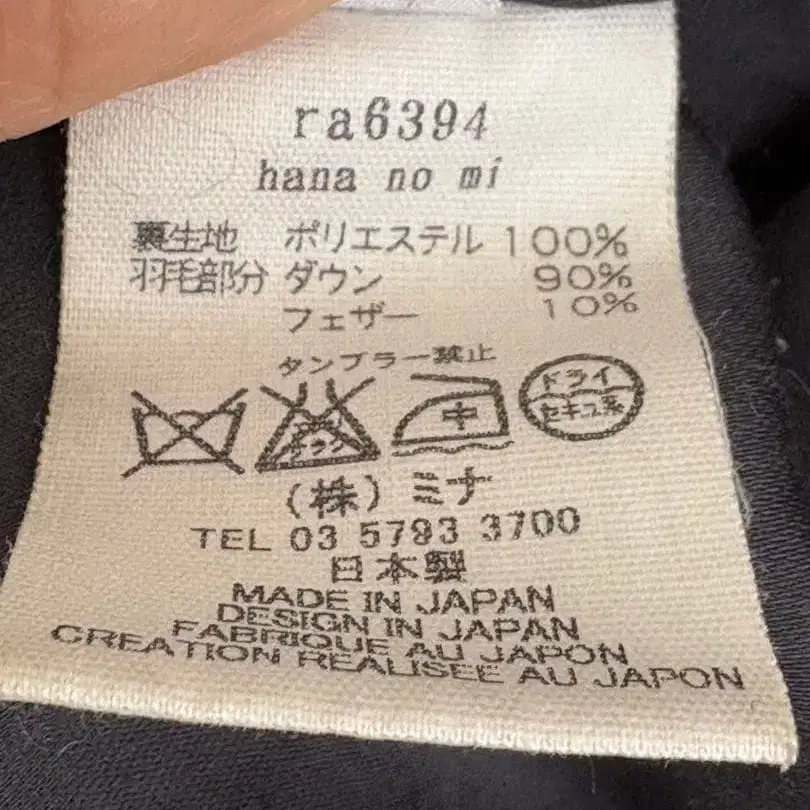 ra6394
hana no mi
裏生地 ポリエステル 100%
羽毛部分 ダウン 90%
フェザー 10%
タンブラー禁止
中 ドライ
セキユ系
(株) ミナ
TEL 03 5793 3700
日本製
MADE IN JAPAN
DESIGN IN JAPAN
FABRIQUE AU JAPON
CREATION REALISEE AU JAPON